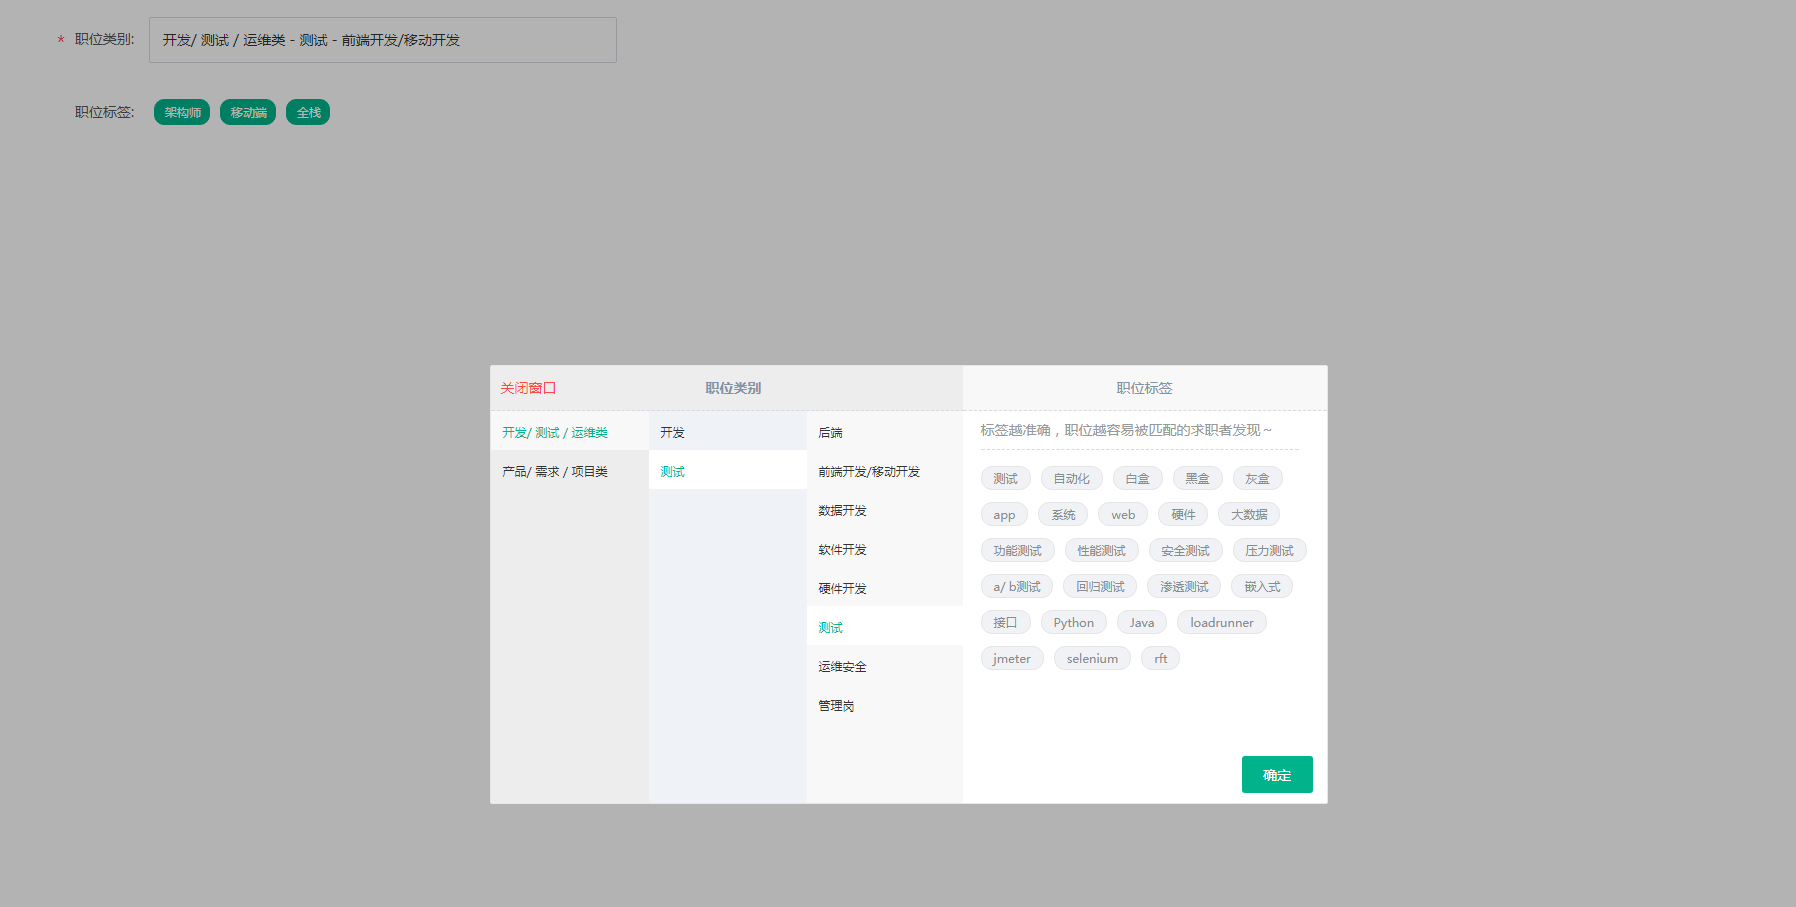 * 职位类别: 开发/ 测试 / 运维类 - 测试 - 前端开发/移动开发
职位标签: 架构师 移动端 全栈
关闭窗口 职位类别 职位标签
开发/ 测试 / 运维类
产品/ 需求 / 项目类
开发
测试
后端
前端开发/移动开发
数据开发
软件开发
硬件开发
测试
运维安全
管理岗
标签越准确，职位越容易被匹配的求职者发现～
测试 自动化 白盒 黑盒 灰盒
app 系统 web 硬件 大数据
功能测试 性能测试 安全测试 压力测试
a/ b测试 回归测试 渗透测试 嵌入式
接口 Python Java loadrunner
jmeter selenium rft
确定